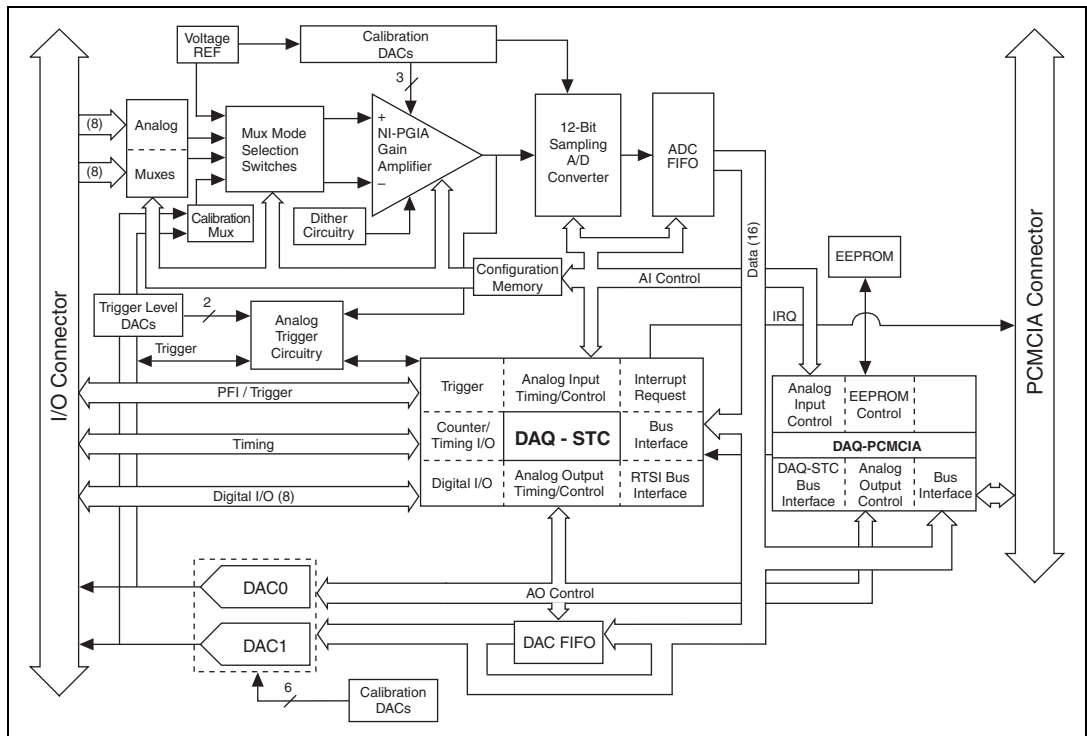 Voltage
REF
Calibration
DACs
3
(8)
(8)
Analog
Muxes
Mux Mode
Selection
Switches
+
NI-PGIA
Gain
Amplifier
–
12-Bit
Sampling
A/D
Converter
ADC
FIFO
Calibration
Mux
Dither
Circuitry
Configuration
Memory
AI Control
Data (16)
EEPROM
IRQ
Trigger Level
DACs
2
Analog
Trigger
Circuitry
Trigger
I/O Connector
PCMCIA Connector
PFI / Trigger
Timing
Digital I/O (8)
Trigger
Analog Input
Timing/Control
Interrupt
Request
Counter/
Timing I/O
DAQ - STC
Bus
Interface
Digital I/O
Analog Output
Timing/Control
RTSI Bus
Interface
Analog
Input
Control
EEPROM
Control
DAQ-PCMCIA
DAQ-STC
Bus
Interface
Analog
Output
Control
Bus
Interface
DAC0
AO Control
DAC1
DAC FIFO
6
Calibration
DACs